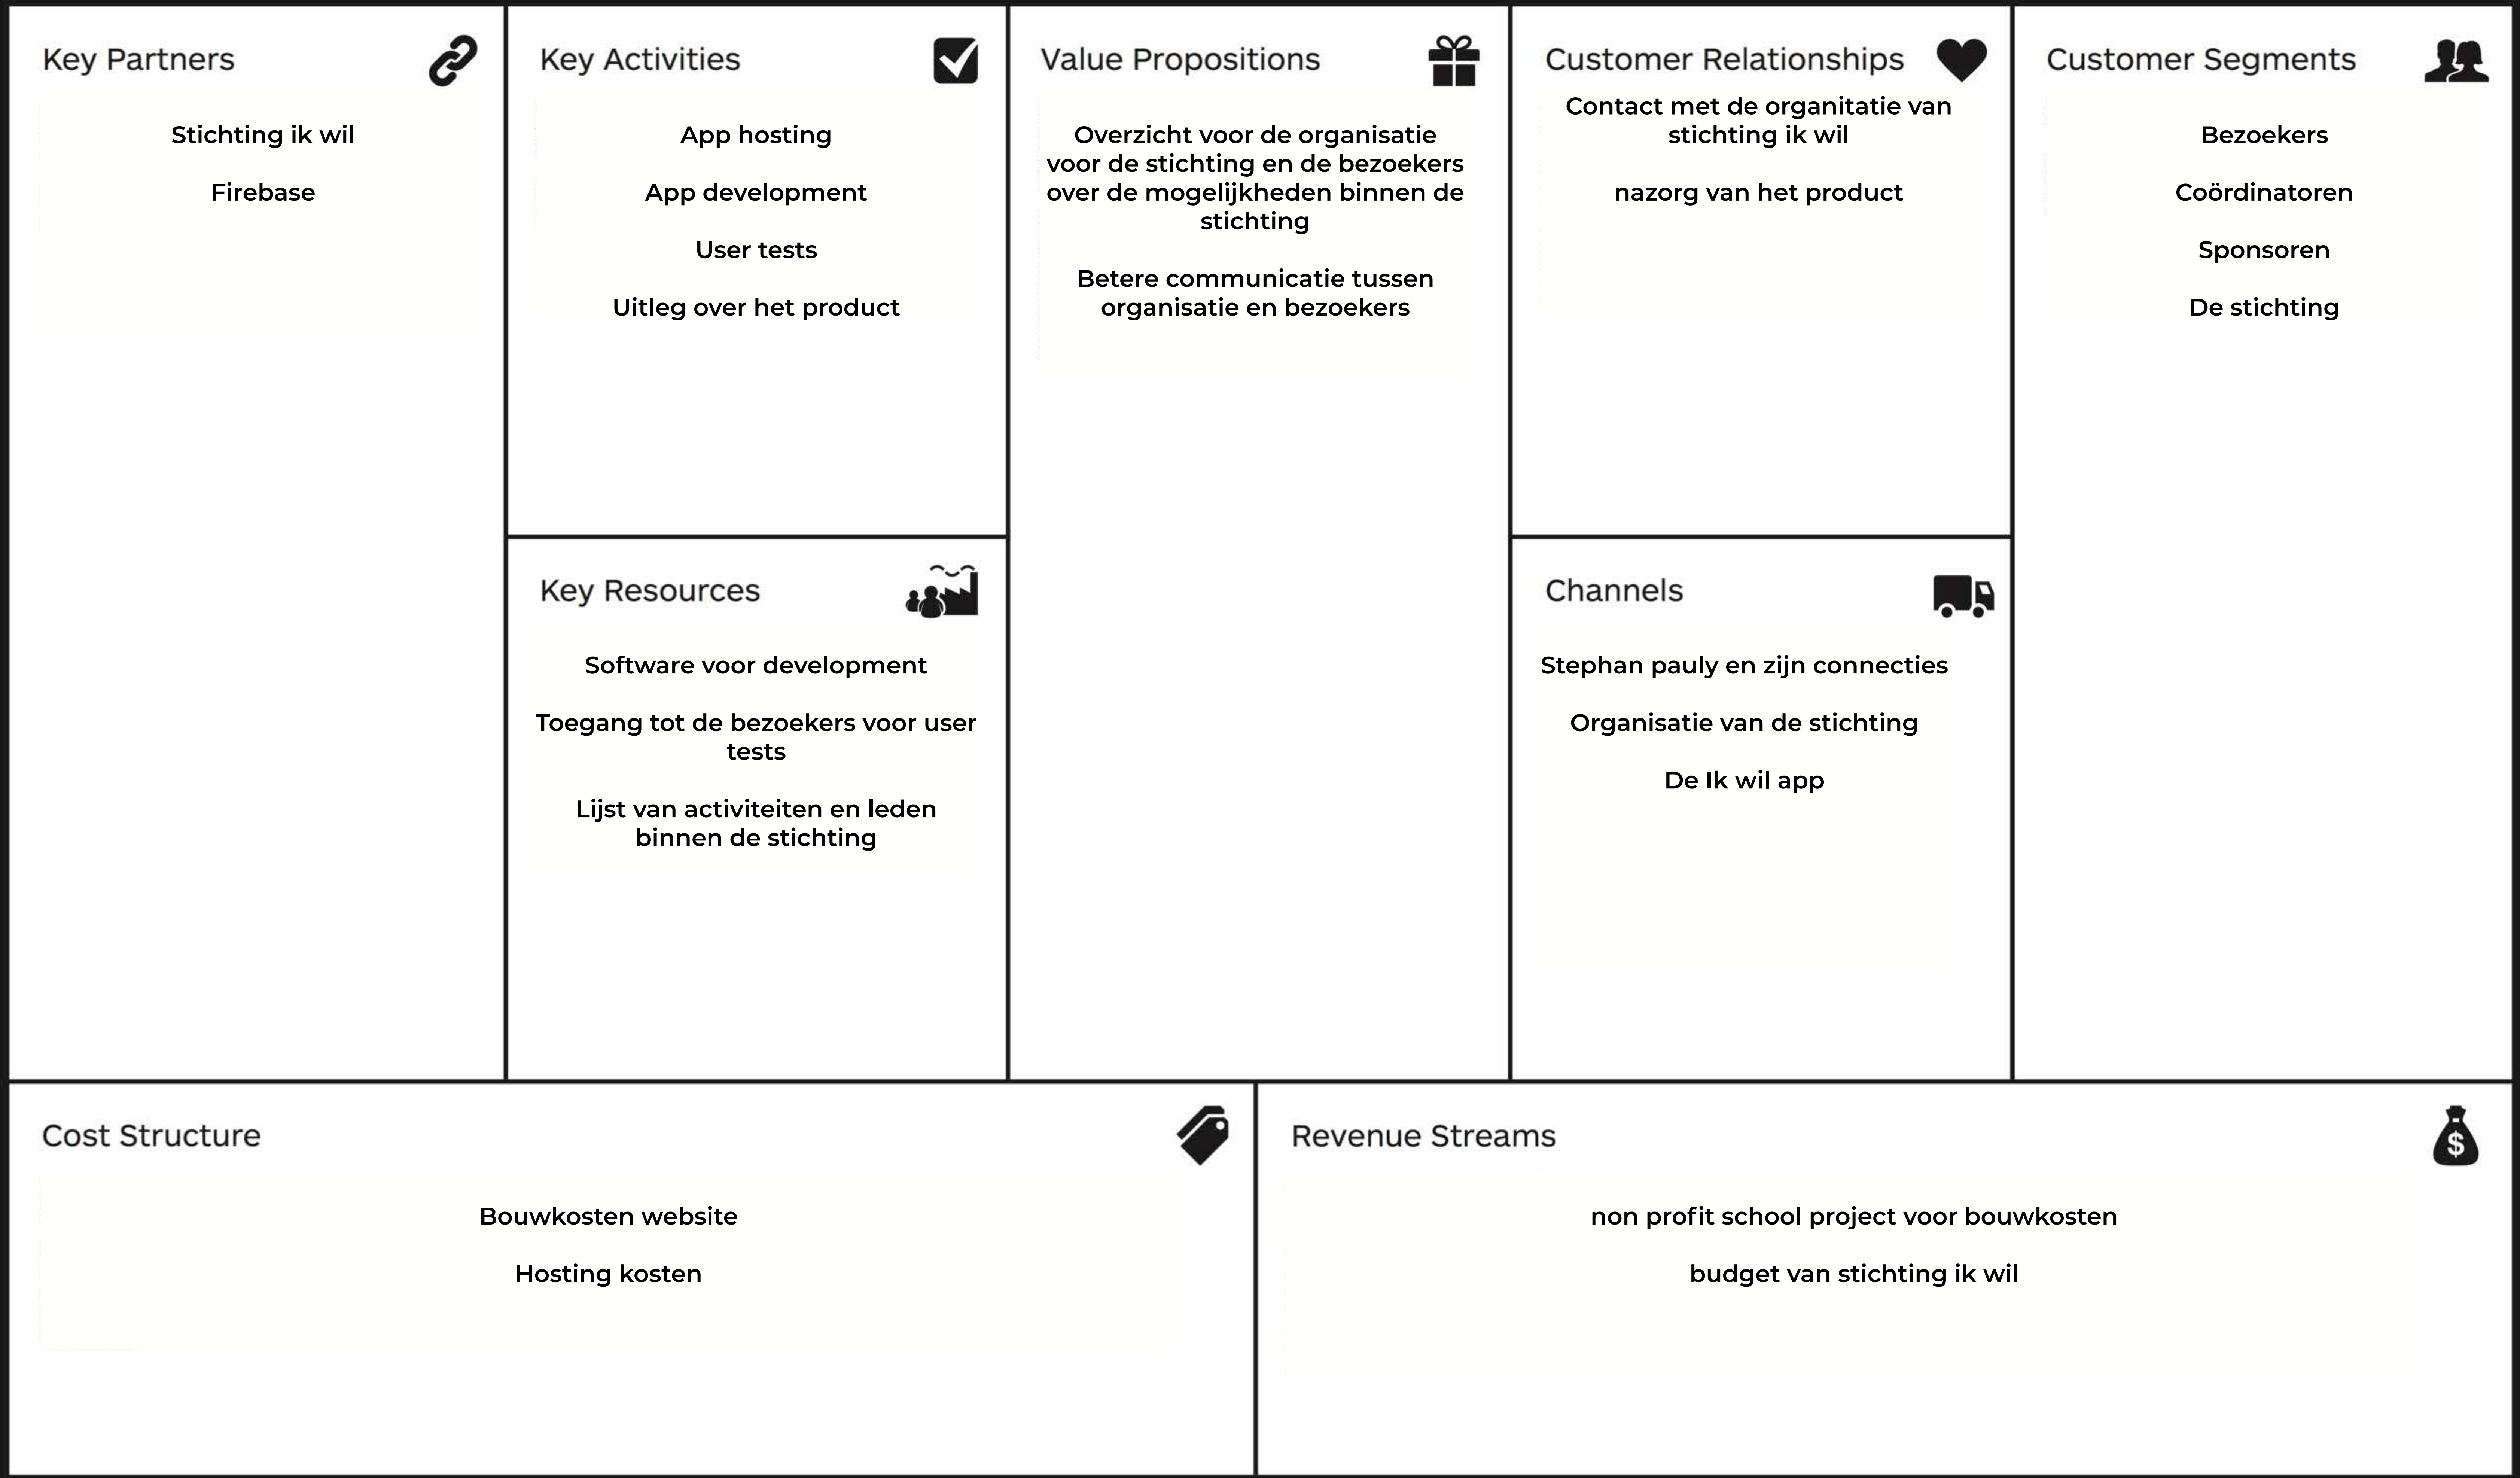 Key Partners
Stichting ik wil
Firebase
Key Activities
App hosting
App development
User tests
Uitleg over het product
Key Resources
Software voor development
Toegang tot de bezoekers voor user
tests
Lijst van activiteiten en leden
binnen de stichting
Value Propositions
Overzicht voor de organisatie
voor de stichting en de bezoekers
over de mogelijkheden binnen de
stichting
Betere communicatie tussen
organisatie en bezoekers
Customer Relationships
Contact met de organitatie van
stichting ik wil
nazorg van het product
Channels
Stephan pauly en zijn connecties
Organisatie van de stichting
De Ik wil app
Customer Segments
Bezoekers
Coördinatoren
Sponsoren
De stichting
Cost Structure
Bouwkosten website
Hosting kosten
Revenue Streams
$
non profit school project voor bouwkosten
budget van stichting ik wil